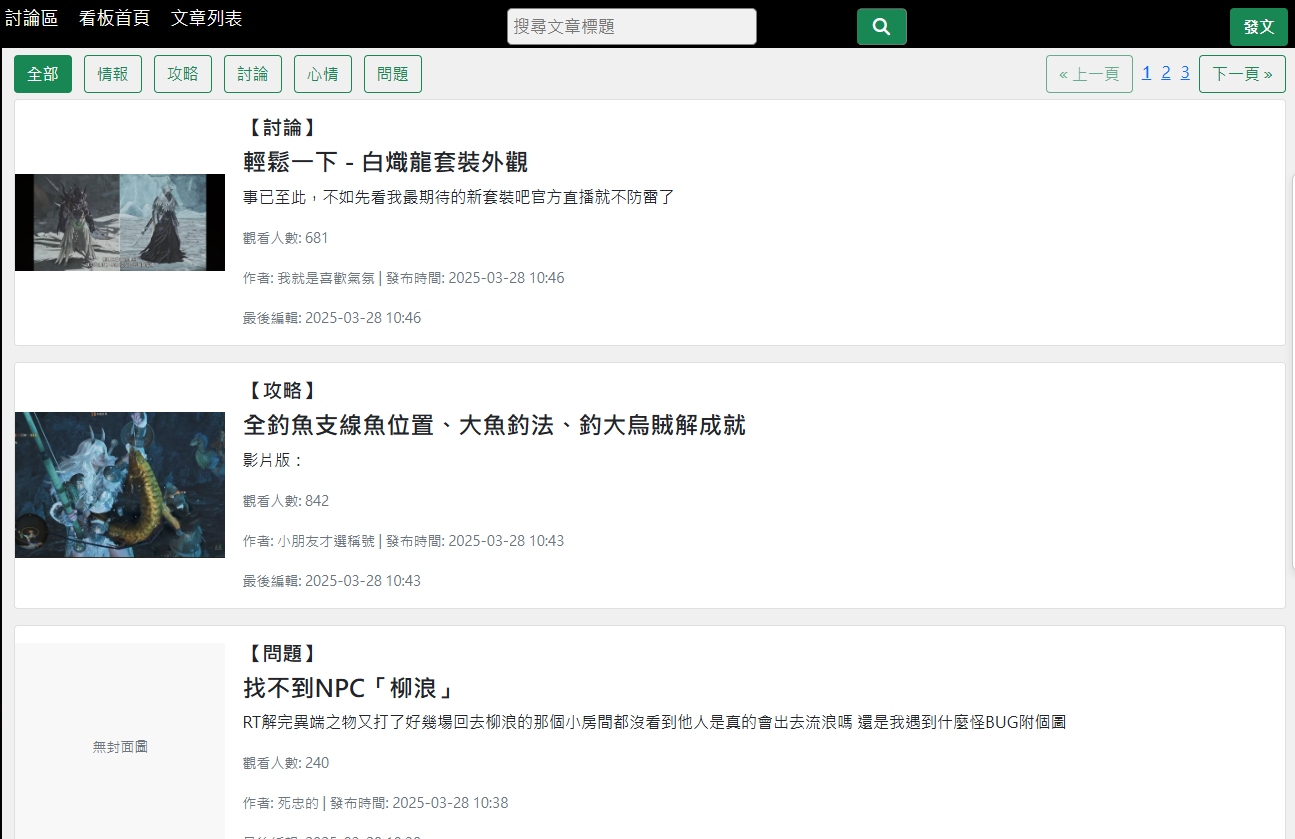 討論區 看板首頁 文章列表 搜尋文章標題 發文
全部 情報 攻略 討論 心情 問題 « 上一頁 1 2 3 下一頁 »
【討論】
輕鬆一下 - 白熾龍套裝外觀
事已至此，不如先看我最期待的新套裝吧官方直播就不防雷了
觀看人數: 681
作者: 我就是喜歡氣氛 | 發布時間: 2025-03-28 10:46
最後編輯: 2025-03-28 10:46
【攻略】
全釣魚支線魚位置、大魚釣法、釣大烏賊解成就
影片版：
觀看人數: 842
作者: 小朋友才選稱號 | 發布時間: 2025-03-28 10:43
最後編輯: 2025-03-28 10:43
【問題】
找不到NPC「柳浪」
RT解完異端之物又打了好幾場回去柳浪的那個小房間都沒看到他人是真的會出去流浪嗎 還是我遇到什麼怪BUG附個圖
無封面圖
觀看人數: 240
作者: 死忠的 | 發布時間: 2025-03-28 10:38